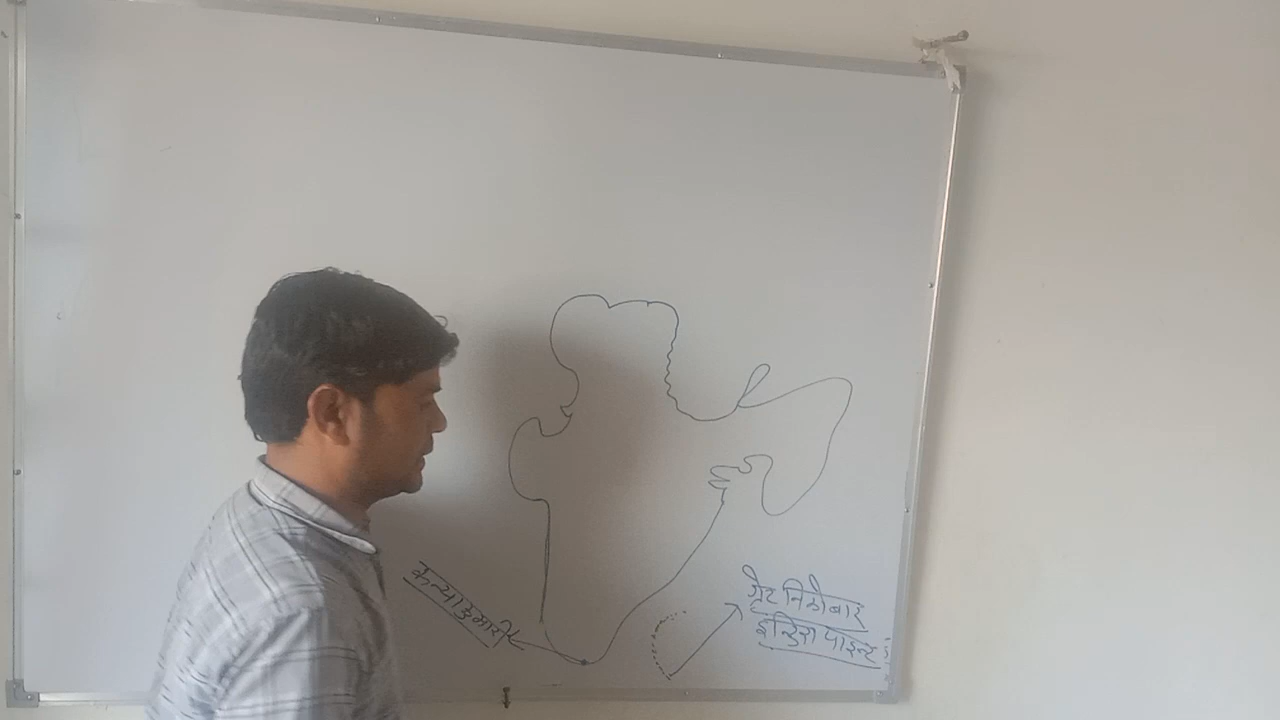 कन्याकुमारी
ग्रेट निकोबार
इन्दिरा पाइन्ट